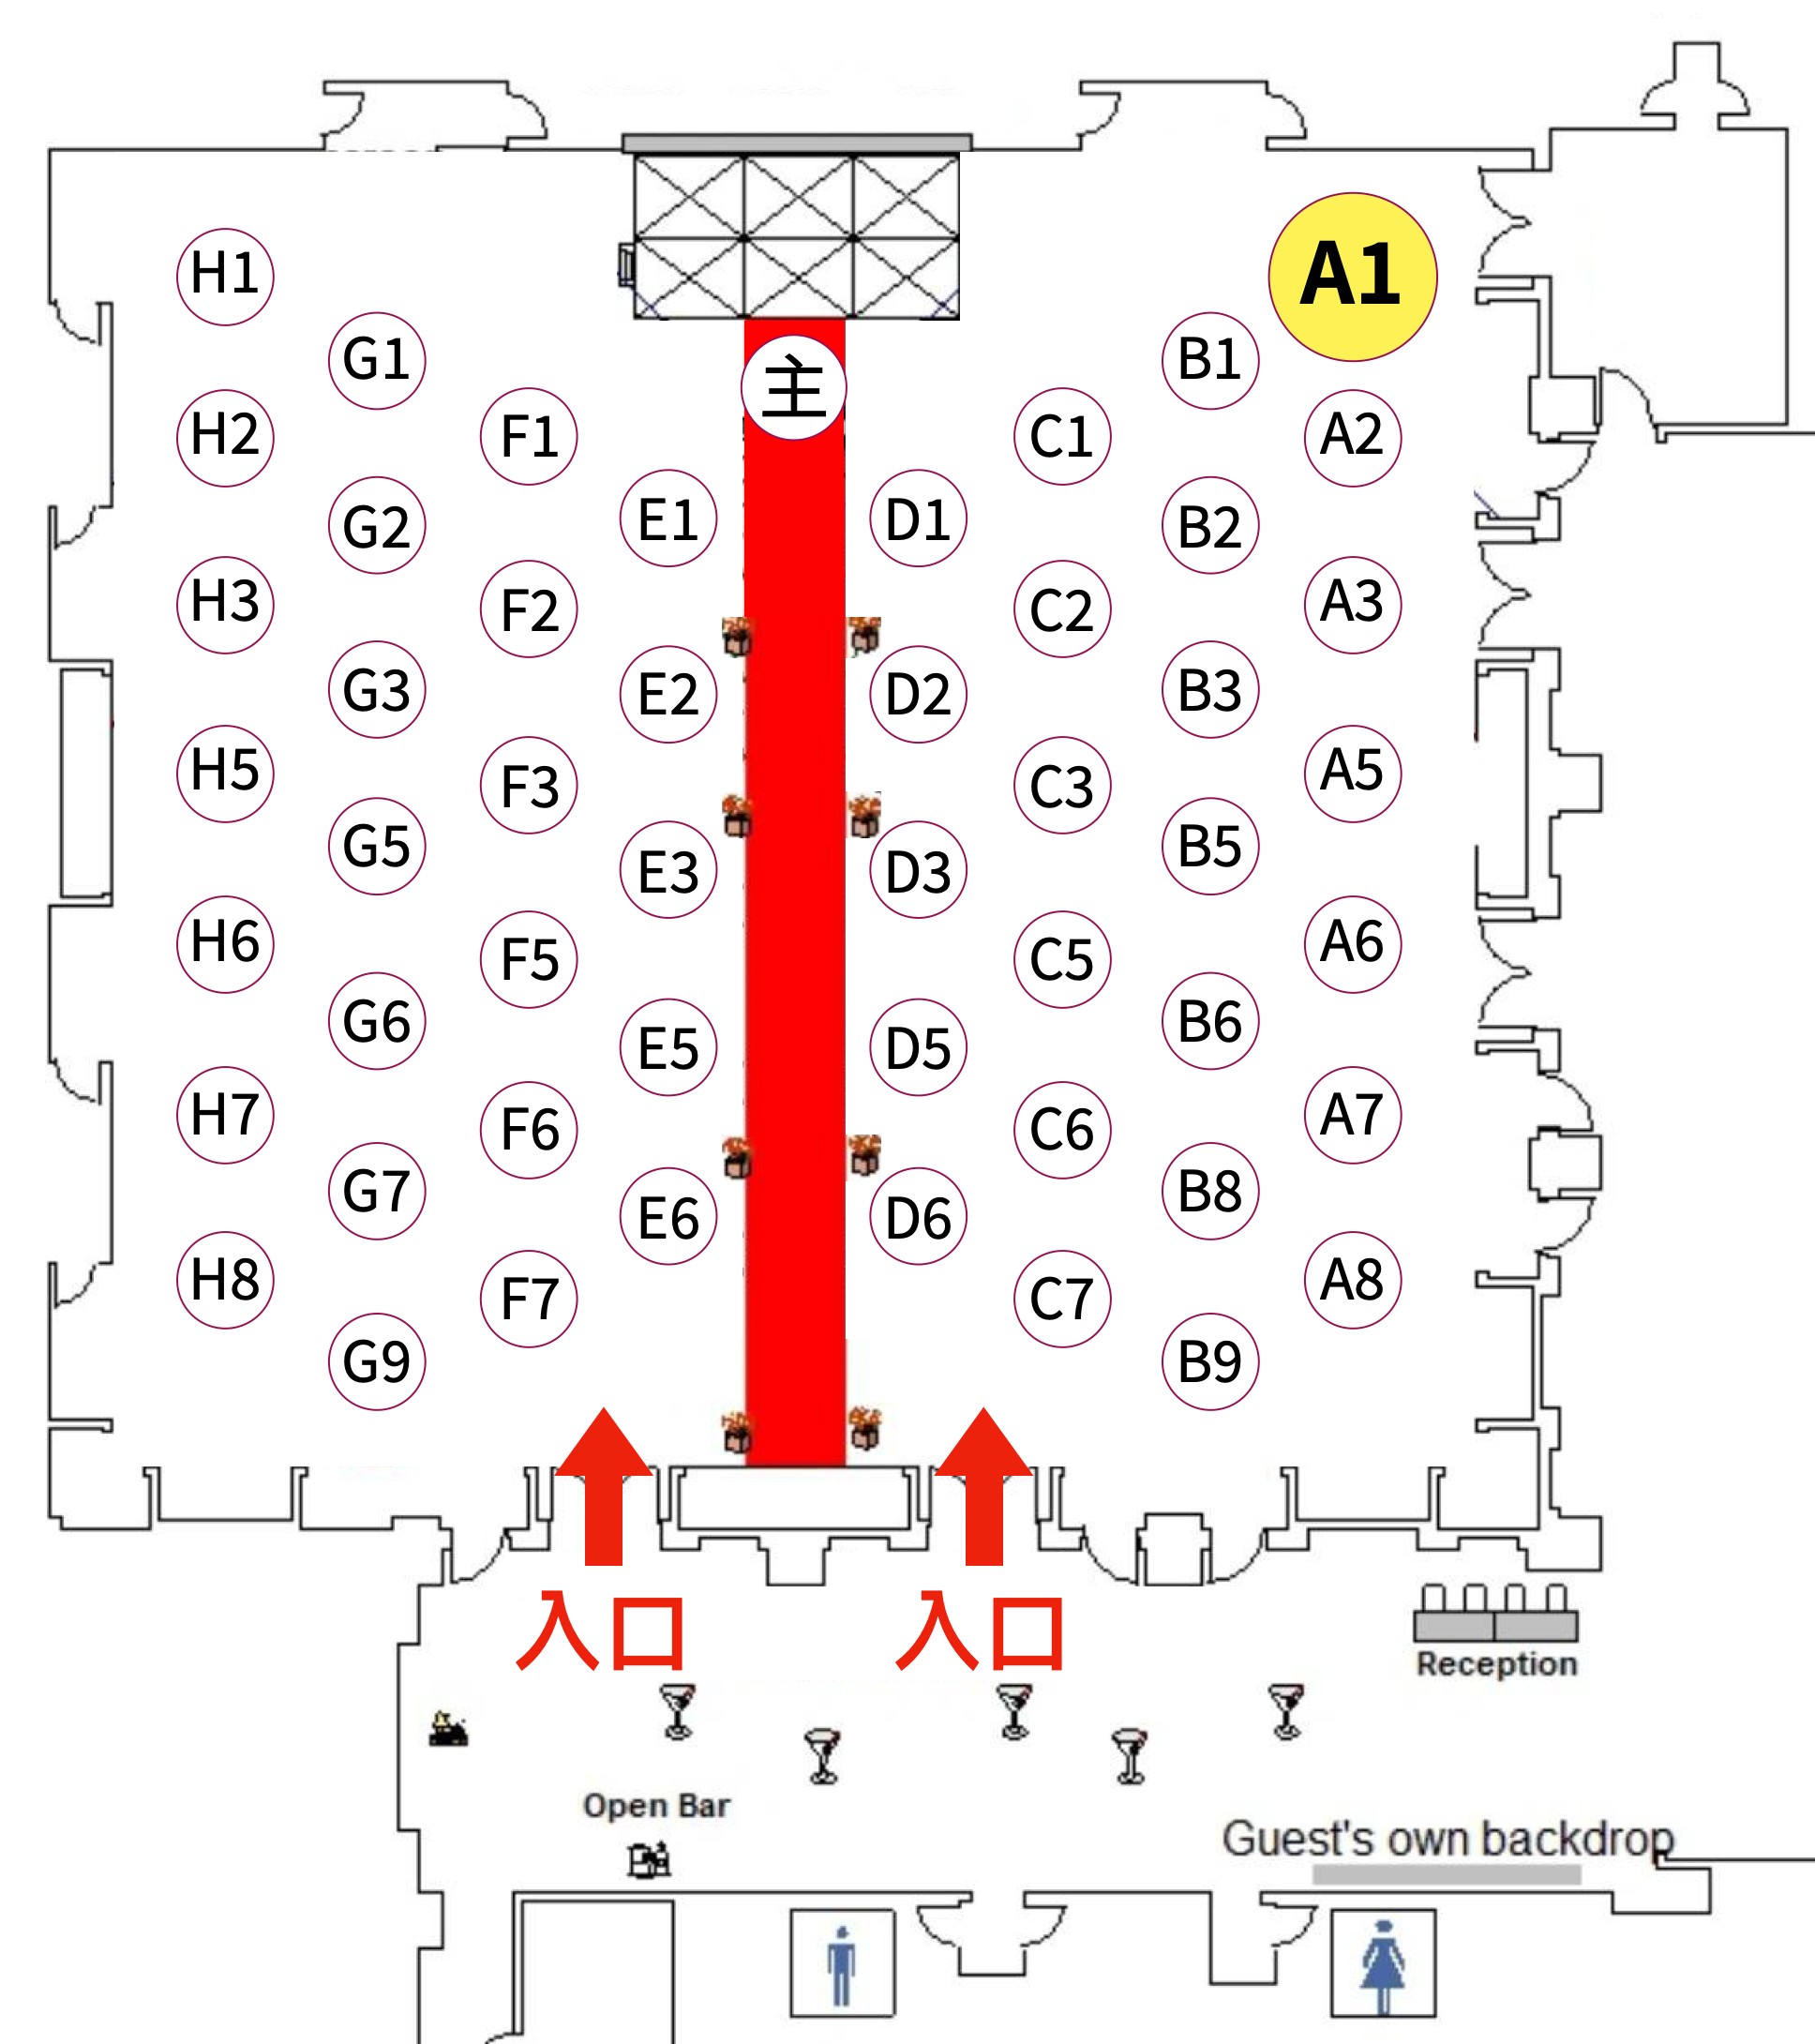 A1
H1
G1
B1
主
H2
F1
C1
A2
E1
D1
G2
B2
H3
F2
C2
A3
G3
E2
D2
B3
H5
F3
C3
A5
G5
B5
E3
D3
H6
F5
C5
A6
G6
B6
E5
D5
H7
F6
C6
A7
G7
B8
E6
D6
H8
F7
C7
A8
G9
B9
入口
入口
Reception
Open Bar
Guest's own backdrop